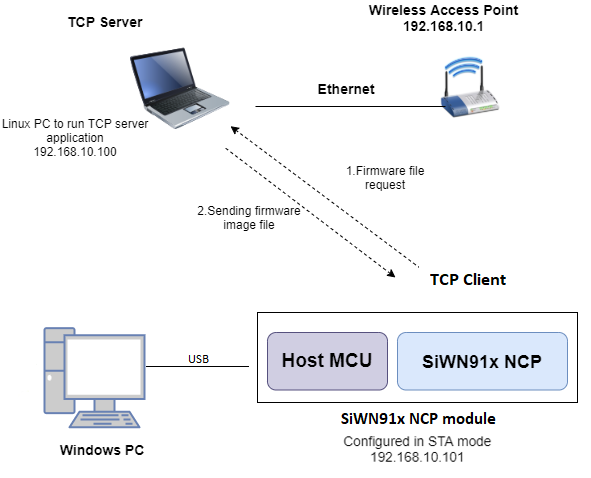 TCP Server
Wireless Access Point
192.168.10.1
Ethernet
Linux PC to run TCP server
application
192.168.10.100
1.Firmware file
request
2.Sending firmware
image file
TCP Client
USB
Host MCU
SiWN91x NCP
SiWN91x NCP module
Configured in STA mode
192.168.10.101
Windows PC